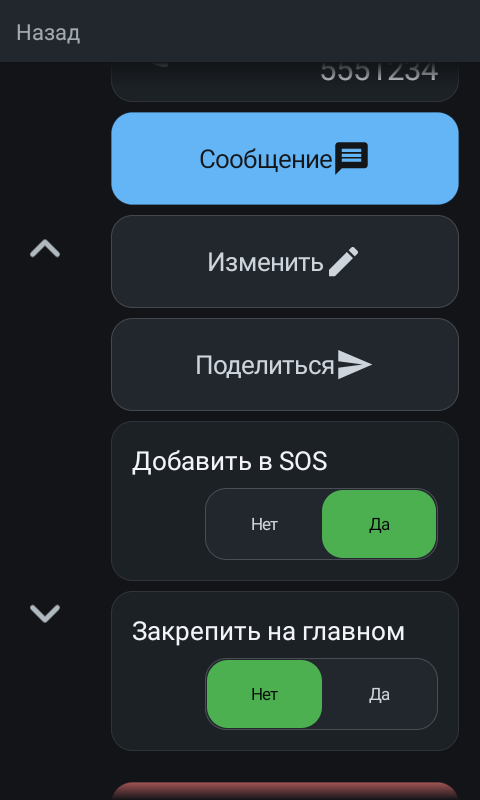 Назад
5551234
Сообщение
Изменить
Поделиться
Добавить в SOS
Нет Да
Закрепить на главном
Нет Да